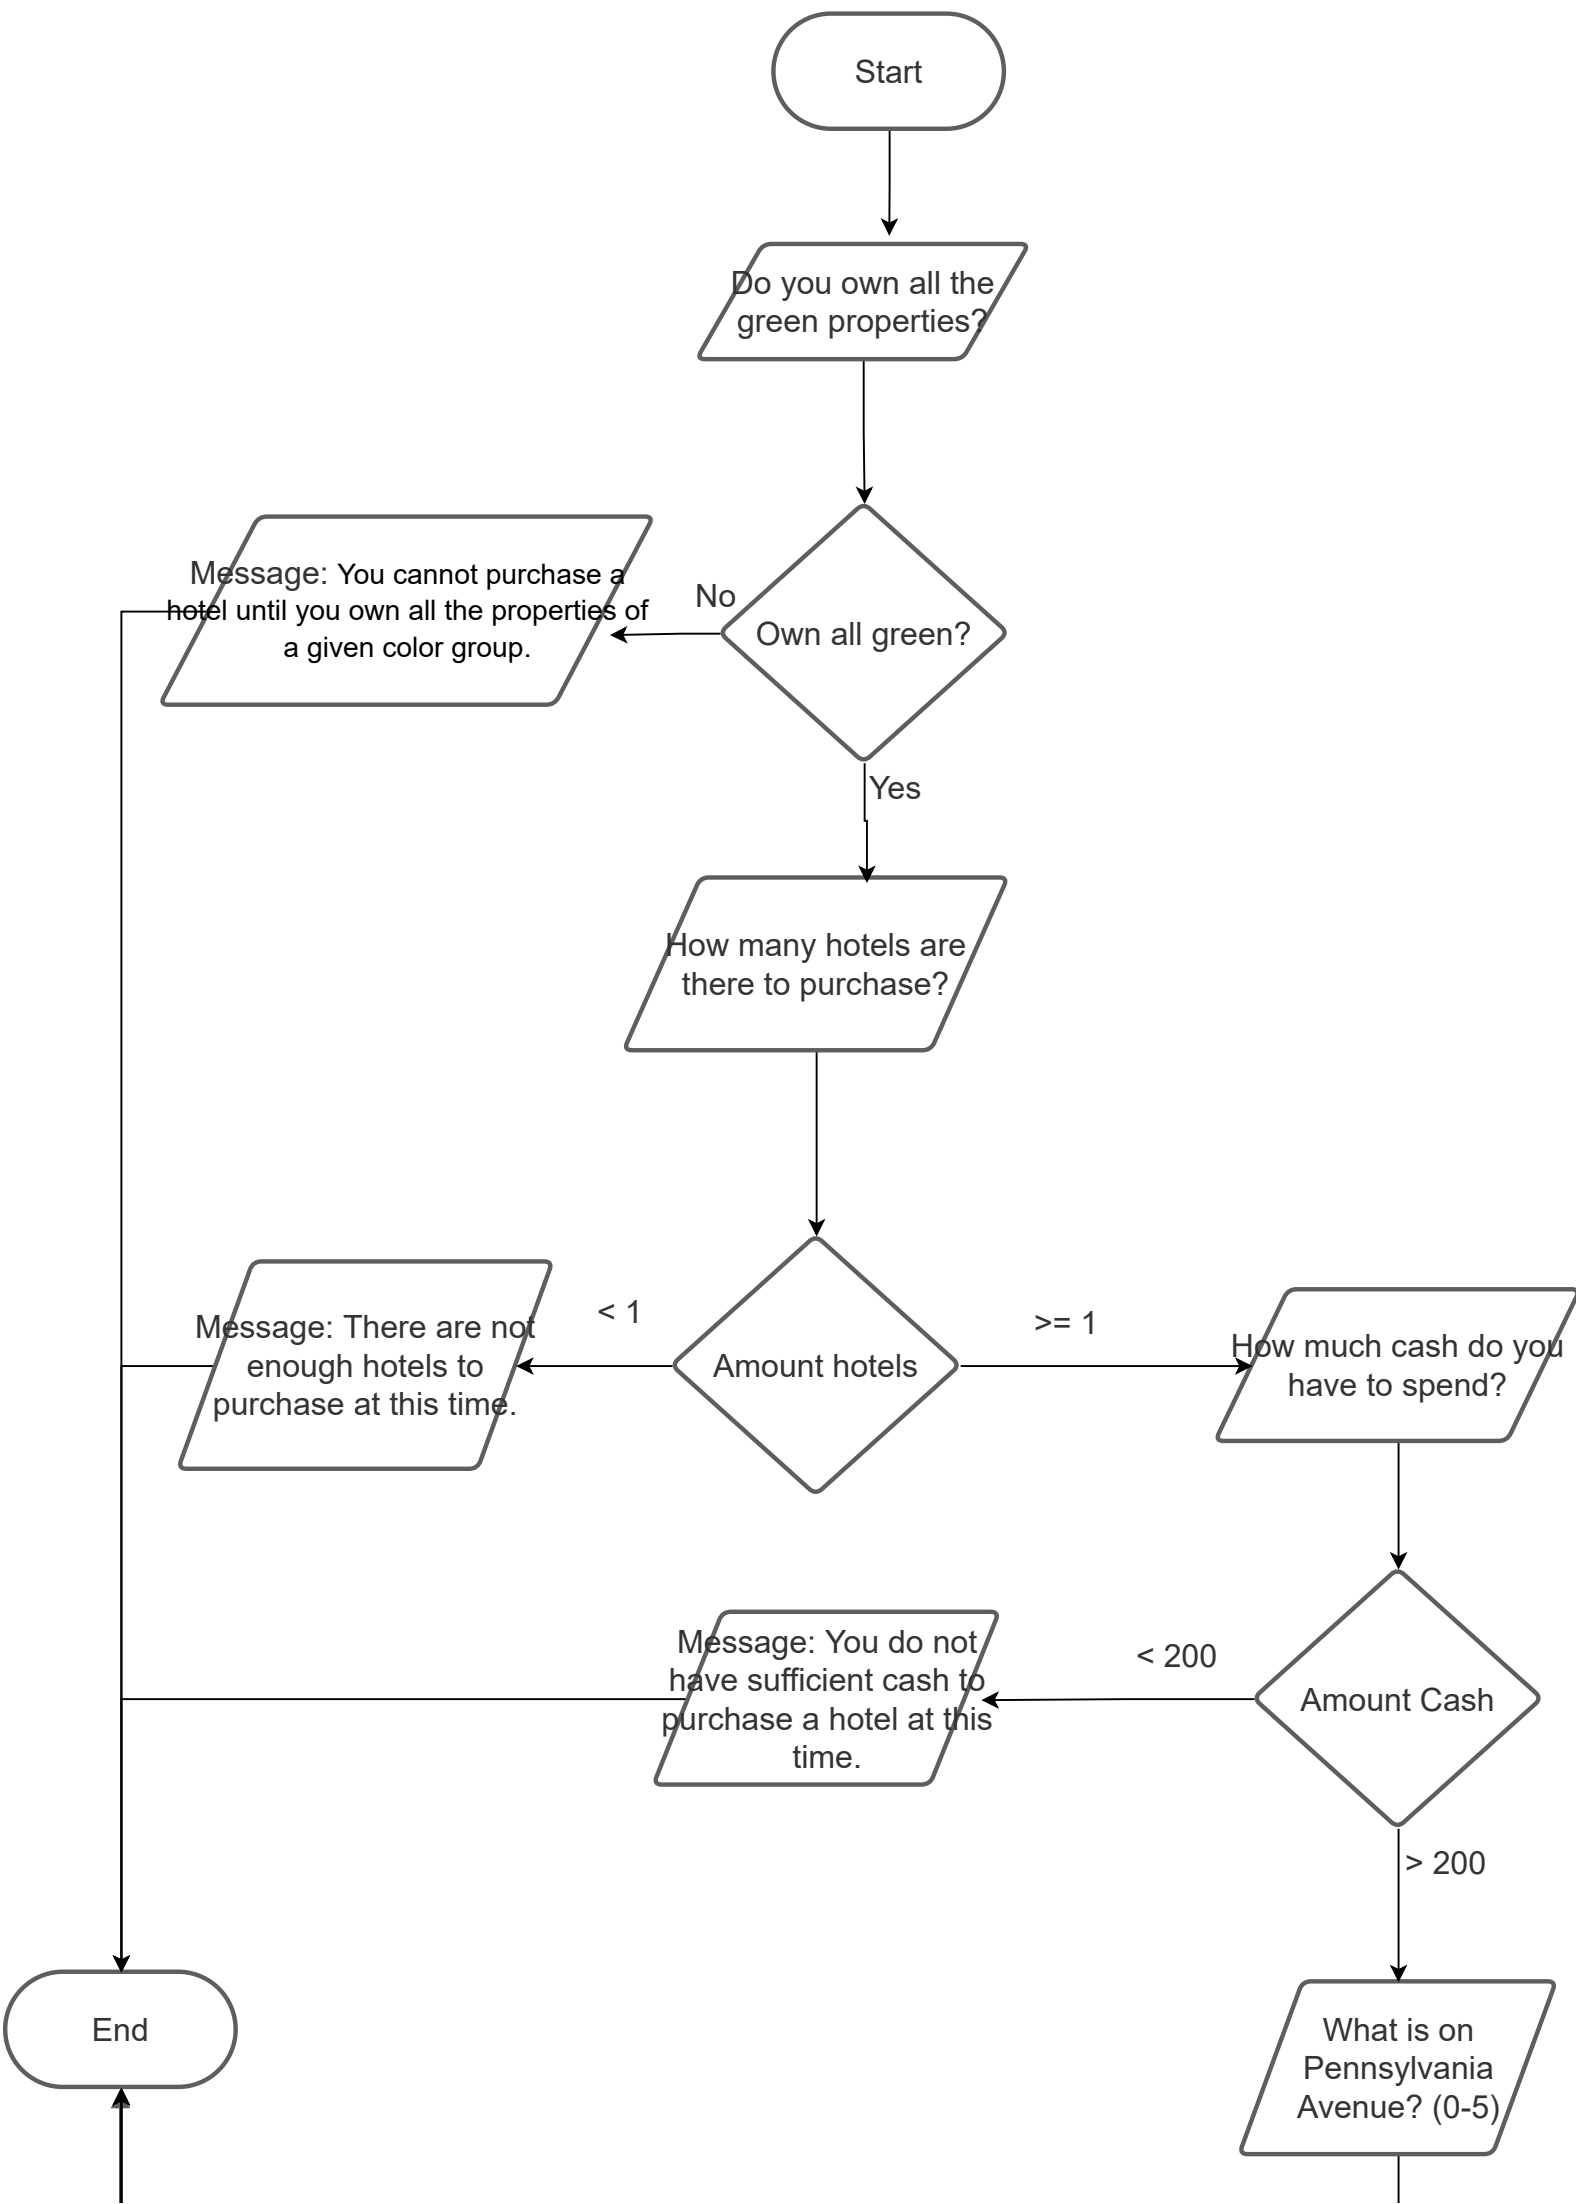 Start
Do you own all the
green properties?
Message: You cannot purchase a
hotel until you own all the properties of
a given color group.
No
Own all green?
Yes
How many hotels are
there to purchase?
Message: There are not
enough hotels to
purchase at this time.
< 1
Amount hotels
>= 1
How much cash do you
have to spend?
Message: You do not
have sufficient cash to
purchase a hotel at this
time.
< 200
Amount Cash
> 200
End
What is on
Pennsylvania
Avenue? (0-5)